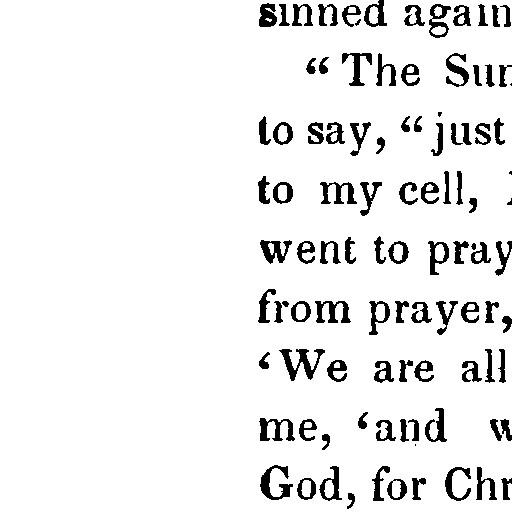 sinned again
"The Sun
to say, "just
to my cell,
went to pray
from prayer,
'We are all
me, 'and w
God, for Chr